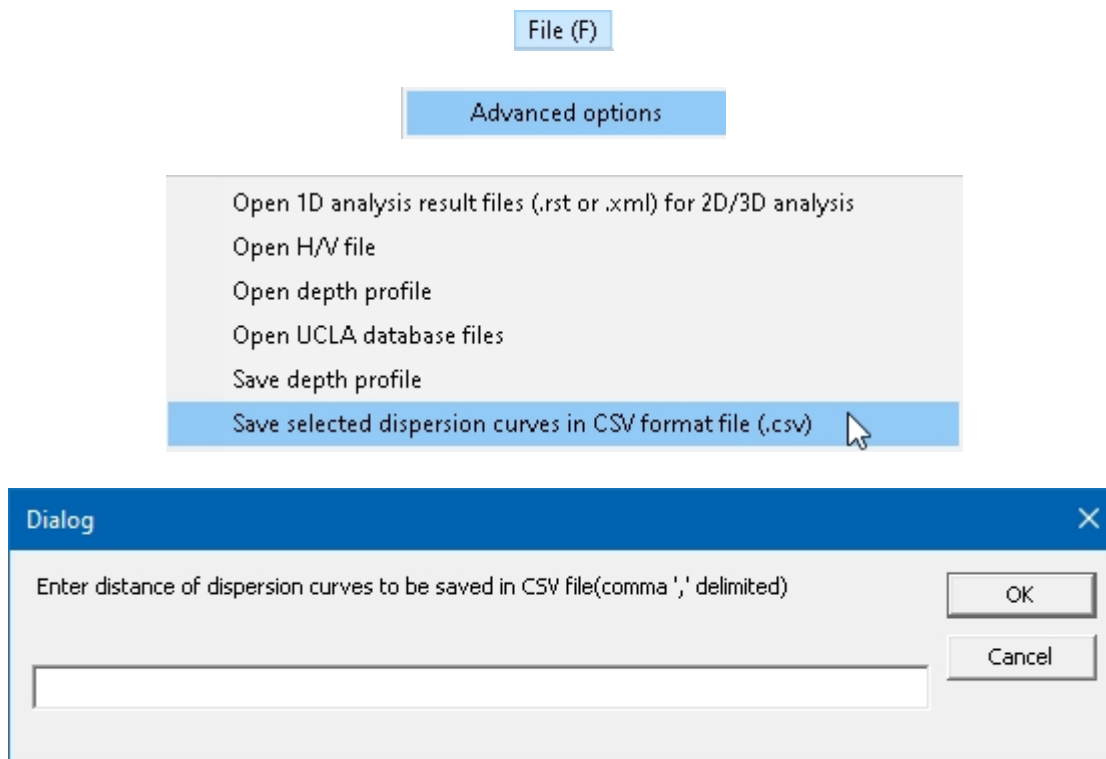 File (F)
Advanced options
Open 1D analysis result files (.rst or .xml) for 2D/3D analysis
Open H/V file
Open depth profile
Open UCLA database files
Save depth profile
Save selected dispersion curves in CSV format file (.csv)
Dialog
Enter distance of dispersion curves to be saved in CSV file(comma ',' delimited)
OK
Cancel